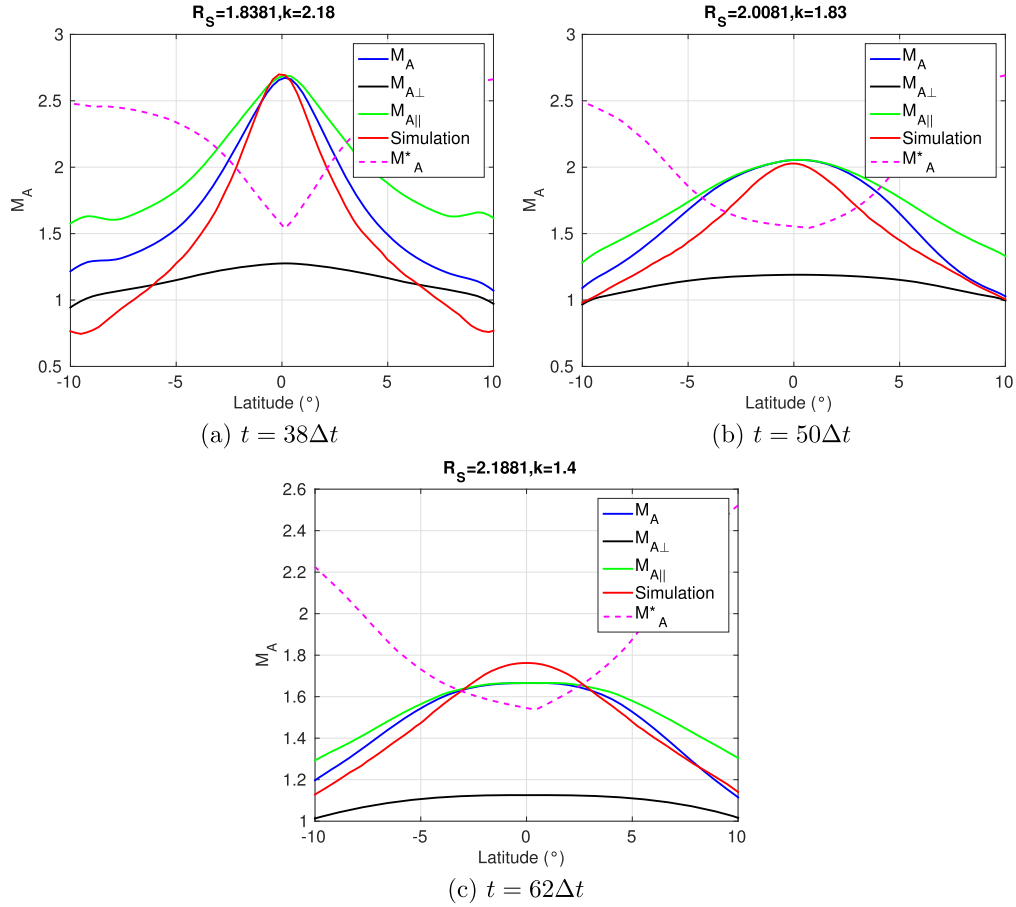 R_S=1.8381,k=2.18
M_A
3
2.5
2
1.5
1
0.5
-10
-5
0
5
10
Latitude (°)
M_A
M_A⊥
M_A||
Simulation
M*_A
(a) t = 38Δt
R_S=2.0081,k=1.83
M_A
3
2.5
2
1.5
1
0.5
-10
-5
0
5
10
Latitude (°)
M_A
M_A⊥
M_A||
Simulation
M*_A
(b) t = 50Δt
R_S=2.1881,k=1.4
M_A
2.6
2.4
2.2
2
1.8
1.6
1.4
1.2
1
-10
-5
0
5
10
Latitude (°)
M_A
M_A⊥
M_A||
Simulation
M*_A
(c) t = 62Δt